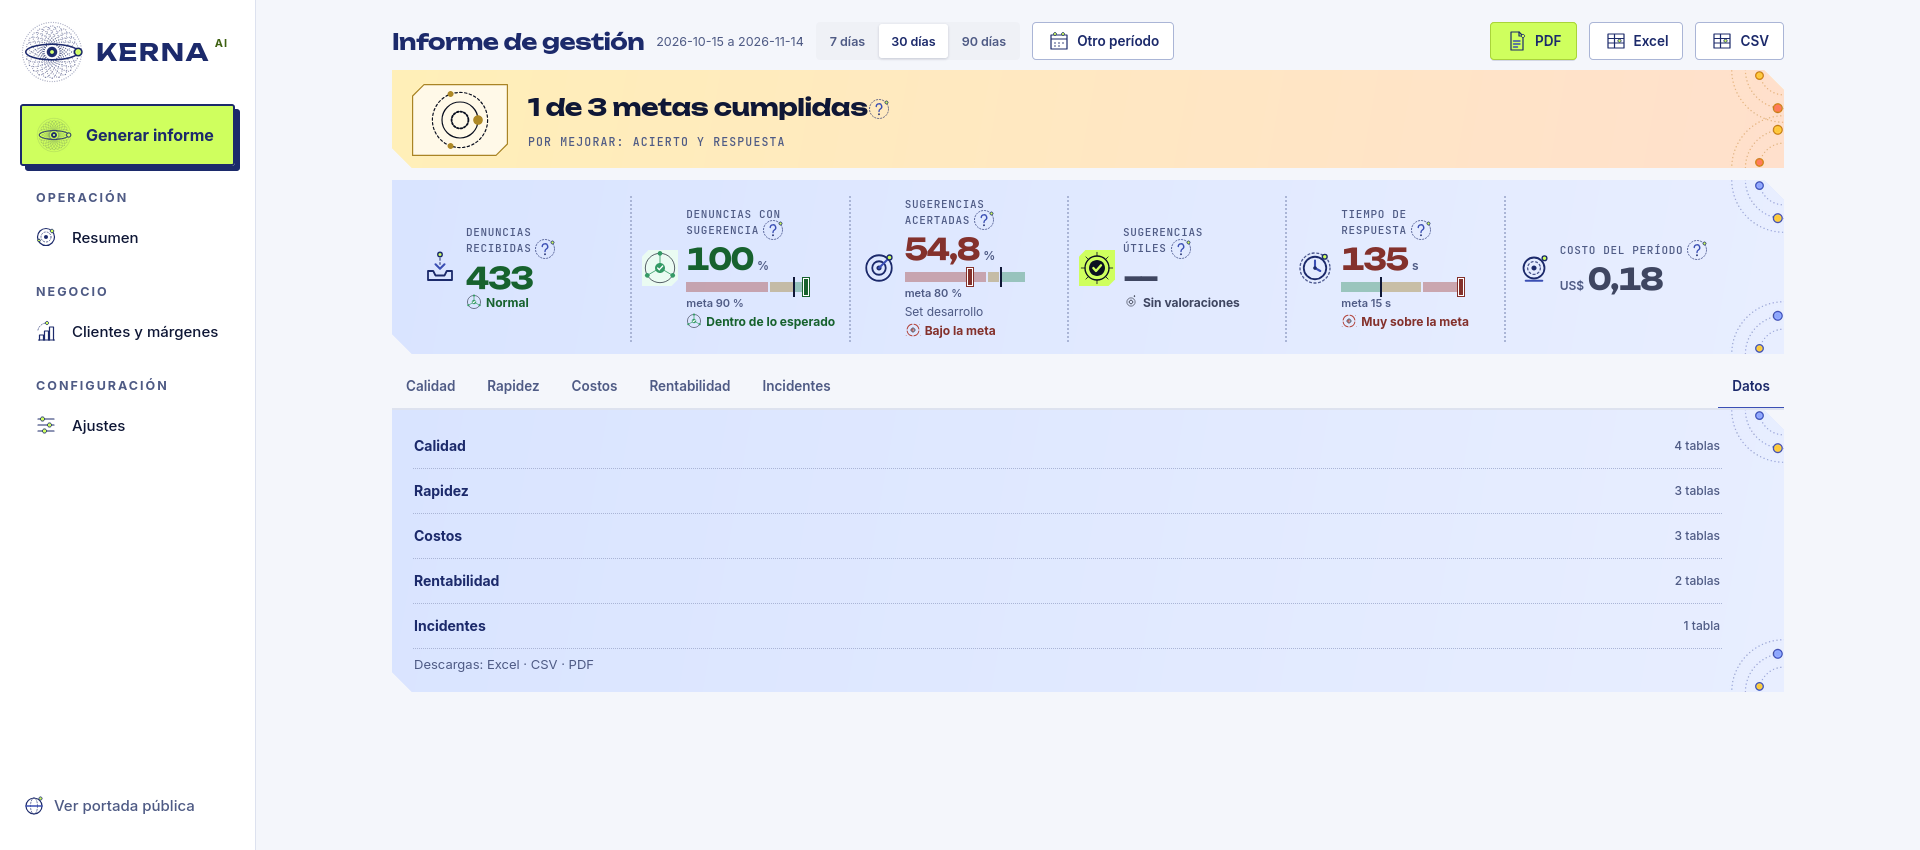 KERNA AI
Generar informe
OPERACIÓN
Resumen
NEGOCIO
Clientes y márgenes
CONFIGURACIÓN
Ajustes
Ver portada pública
Informe de gestión
2026-10-15 a 2026-11-14
7 días
30 días
90 días
Otro período
PDF
Excel
CSV
1 de 3 metas cumplidas ?
POR MEJORAR: ACIERTO Y RESPUESTA
DENUNCIAS
RECIBIDAS ?
433
Normal
DENUNCIAS CON
SUGERENCIA ?
100 %
meta 90 %
Dentro de lo esperado
SUGERENCIAS
ACERTADAS ?
54,8 %
meta 80 %
Set desarrollo
Bajo la meta
SUGERENCIAS
ÚTILES ?
—
Sin valoraciones
TIEMPO DE
RESPUESTA ?
135 s
meta 15 s
Muy sobre la meta
COSTO DEL PERÍODO ?
US$ 0,18
Calidad
Rapidez
Costos
Rentabilidad
Incidentes
Datos
Calidad
4 tablas
Rapidez
3 tablas
Costos
3 tablas
Rentabilidad
2 tablas
Incidentes
1 tabla
Descargas: Excel · CSV · PDF